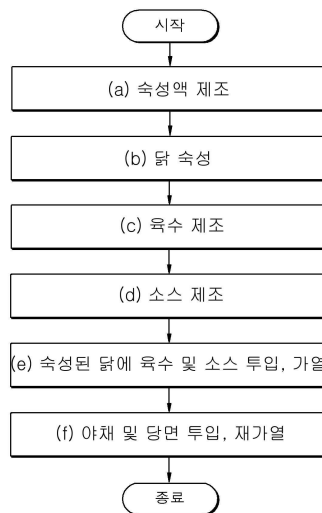 시작
(a) 숙성액 제조
(b) 닭 숙성
(c) 육수 제조
(d) 소스 제조
(e) 숙성된 닭에 육수 및 소스 투입, 가열
(f) 야채 및 당면 투입, 재가열
종료